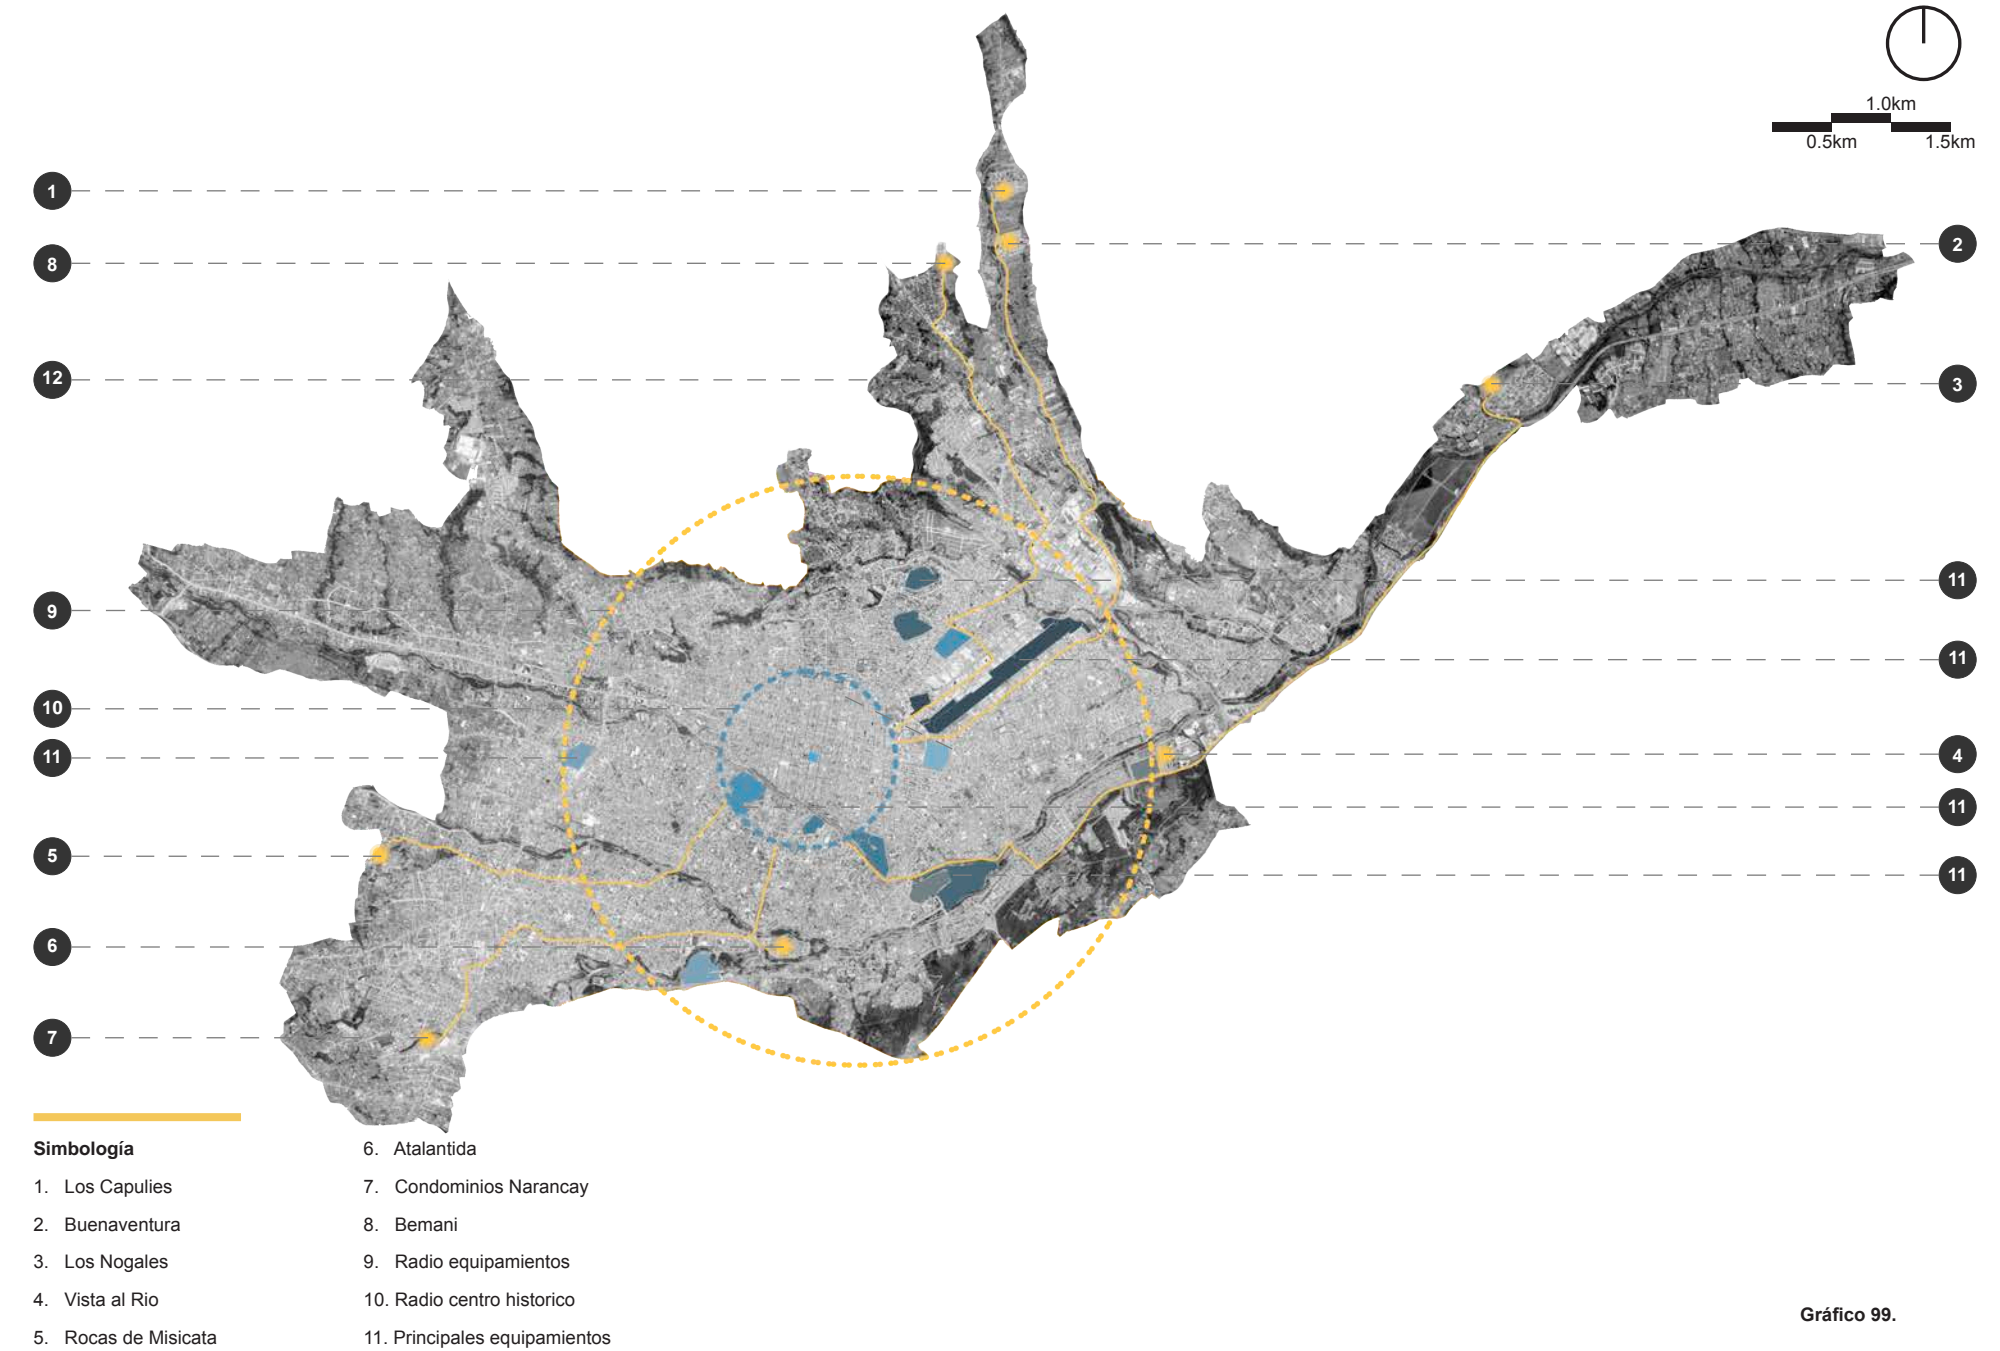 1.0km
0.5km
1.5km
1
2
8
12
3
11
9
11
10
11
4
11
5
11
6
7
Simbología
1. Los Capulies
2. Buenaventura
3. Los Nogales
4. Vista al Rio
5. Rocas de Misicata
6. Atalantida
7. Condominios Narancay
8. Bemani
9. Radio equipamientos
10. Radio centro historico
11. Principales equipamientos
Gráfico 99.